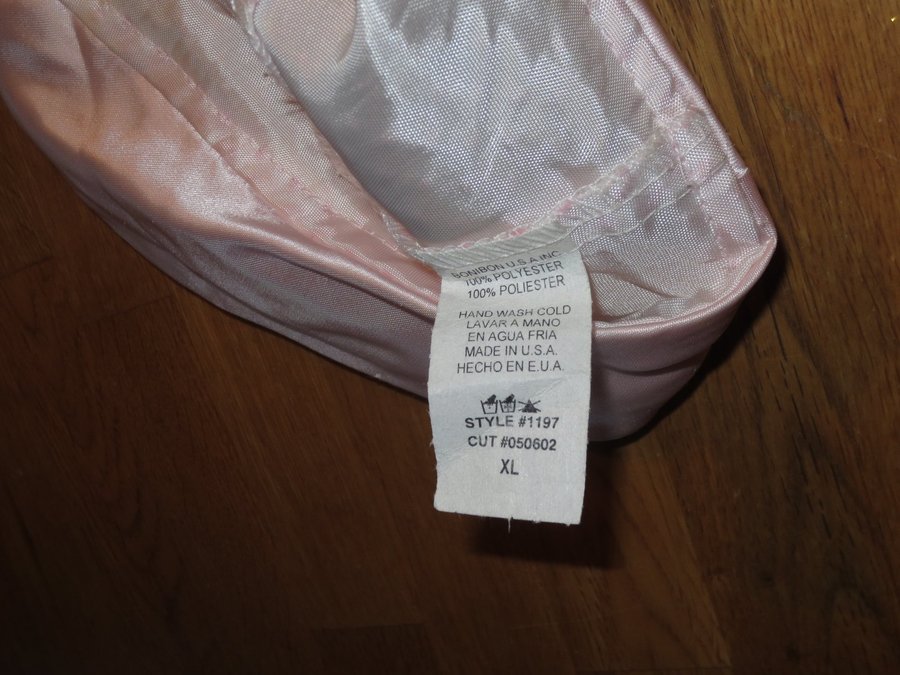 BONIBON U.S.A INC.
100% POLYESTER
100% POLIESTER
HAND WASH COLD
LAVAR A MANO
EN AGUA FRIA
MADE IN U.S.A.
HECHO EN E.U.A.
STYLE #1197
CUT #050602
XL